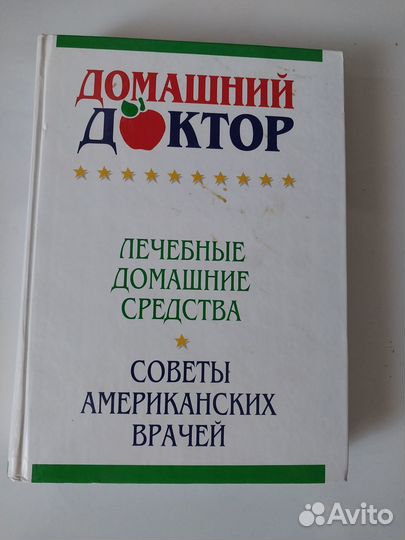 ДОМАШНИЙ
ДОКТОР
ЛЕЧЕБНЫЕ
ДОМАШНИЕ
СРЕДСТВА
СОВЕТЫ
АМЕРИКАНСКИХ
ВРАЧЕЙ
Avito